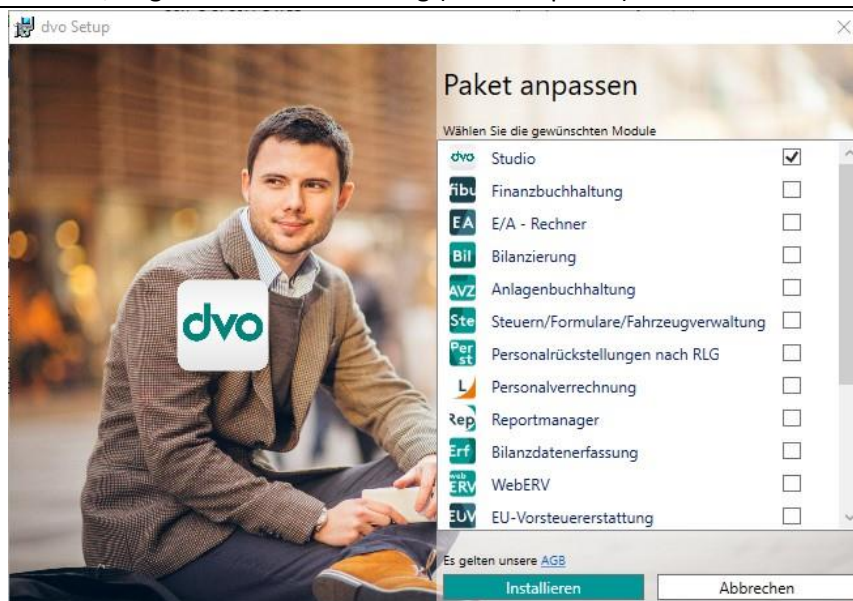 dvo Setup
Paket anpassen
Wählen Sie die gewünschten Module
dvo Studio
fibu Finanzbuchhaltung
EA E/A - Rechner
Bil Bilanzierung
AVZ Anlagenbuchhaltung
Ste Steuern/Formulare/Fahrzeugverwaltung
Per st Personalrückstellungen nach RLG
L Personalverrechnung
Rep Reportmanager
Erf Bilanzdatenerfassung
web ERV WebERV
EUV EU-Vorsteuererstattung
dvo
Es gelten unsere AGB
Installieren Abbrechen